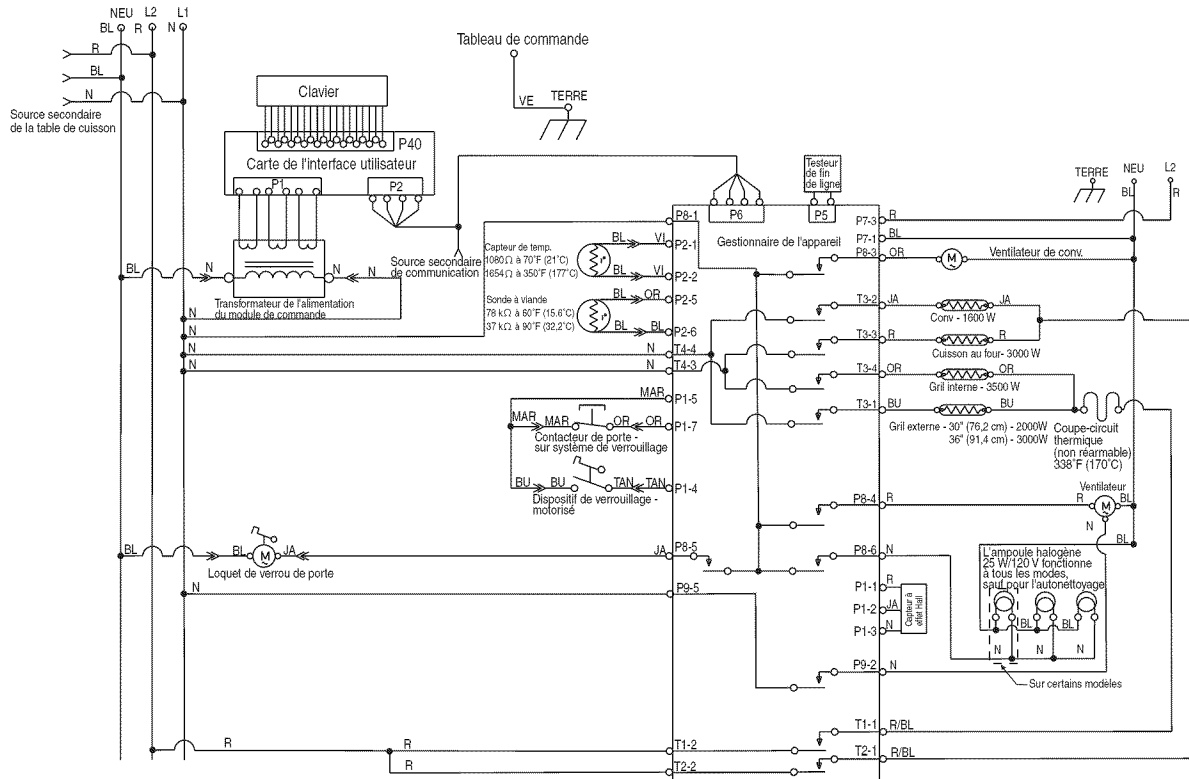 NEU L2 L1
BL R N
R
BL
N
Source secondaire
de la table de cuisson
Tableau de commande
VE
TERRE
Clavier
P40
Carte de l'interface utilisateur
P1
P2
BL N N N
Transformateur de l'alimentation
du module de commande
Source secondaire
de communication
N
N
N N
N N
P6
Testeur
de fin
de ligne
P5
Gestionnaire de l'appareil
P8-1
BL VI P2-1
Capteur de temp.
1080Ω à 70°F (21°C)
1654Ω à 350°F (177°C)
BL VI P2-2
BL OR P2-5
Sonde à viande
78 kΩ à 60°F (15.6°C)
37 kΩ à 90°F (32,2°C)
BL BL P2-6
T4-4
T4-3
MAR P1-5
MAR MAR OR OR P1-7
Contacteur de porte -
sur système de verrouillage
BU BU TAN TAN P1-4
Dispositif de verrouillage -
motorisé
BL BL M JA JA P8-5
Loquet de verrou de porte
N P9-5
R R T1-2
R T2-2
TERRE NEU L2
BL R
P7-3 R
P7-1 BL
P8-3 OR M Ventilateur de conv.
T3-2 JA JA
Conv - 1600 W
T3-3 R R
Cuisson au four- 3000 W
T3-4 OR OR
Gril interne - 3500 W
T3-1 BU BU
Gril externe - 30" (76,2 cm) - 2000W
36" (91,4 cm) - 3000W
Coupe-circuit
thermique
(non réarmable)
338°F (170°C)
Ventilateur
P8-4 R R M BL
N
BL
P8-6 N
L'ampoule halogène
25 W/120 V fonctionne
à tous les modes,
sauf pour l'autonettoyage
P1-1 R
P1-2 JA
P1-3 N
Capteur à
effet Hall
BL BL
N N N
P9-2 N
Sur certains modèles
T1-1 R/BL
T2-1 R/BL